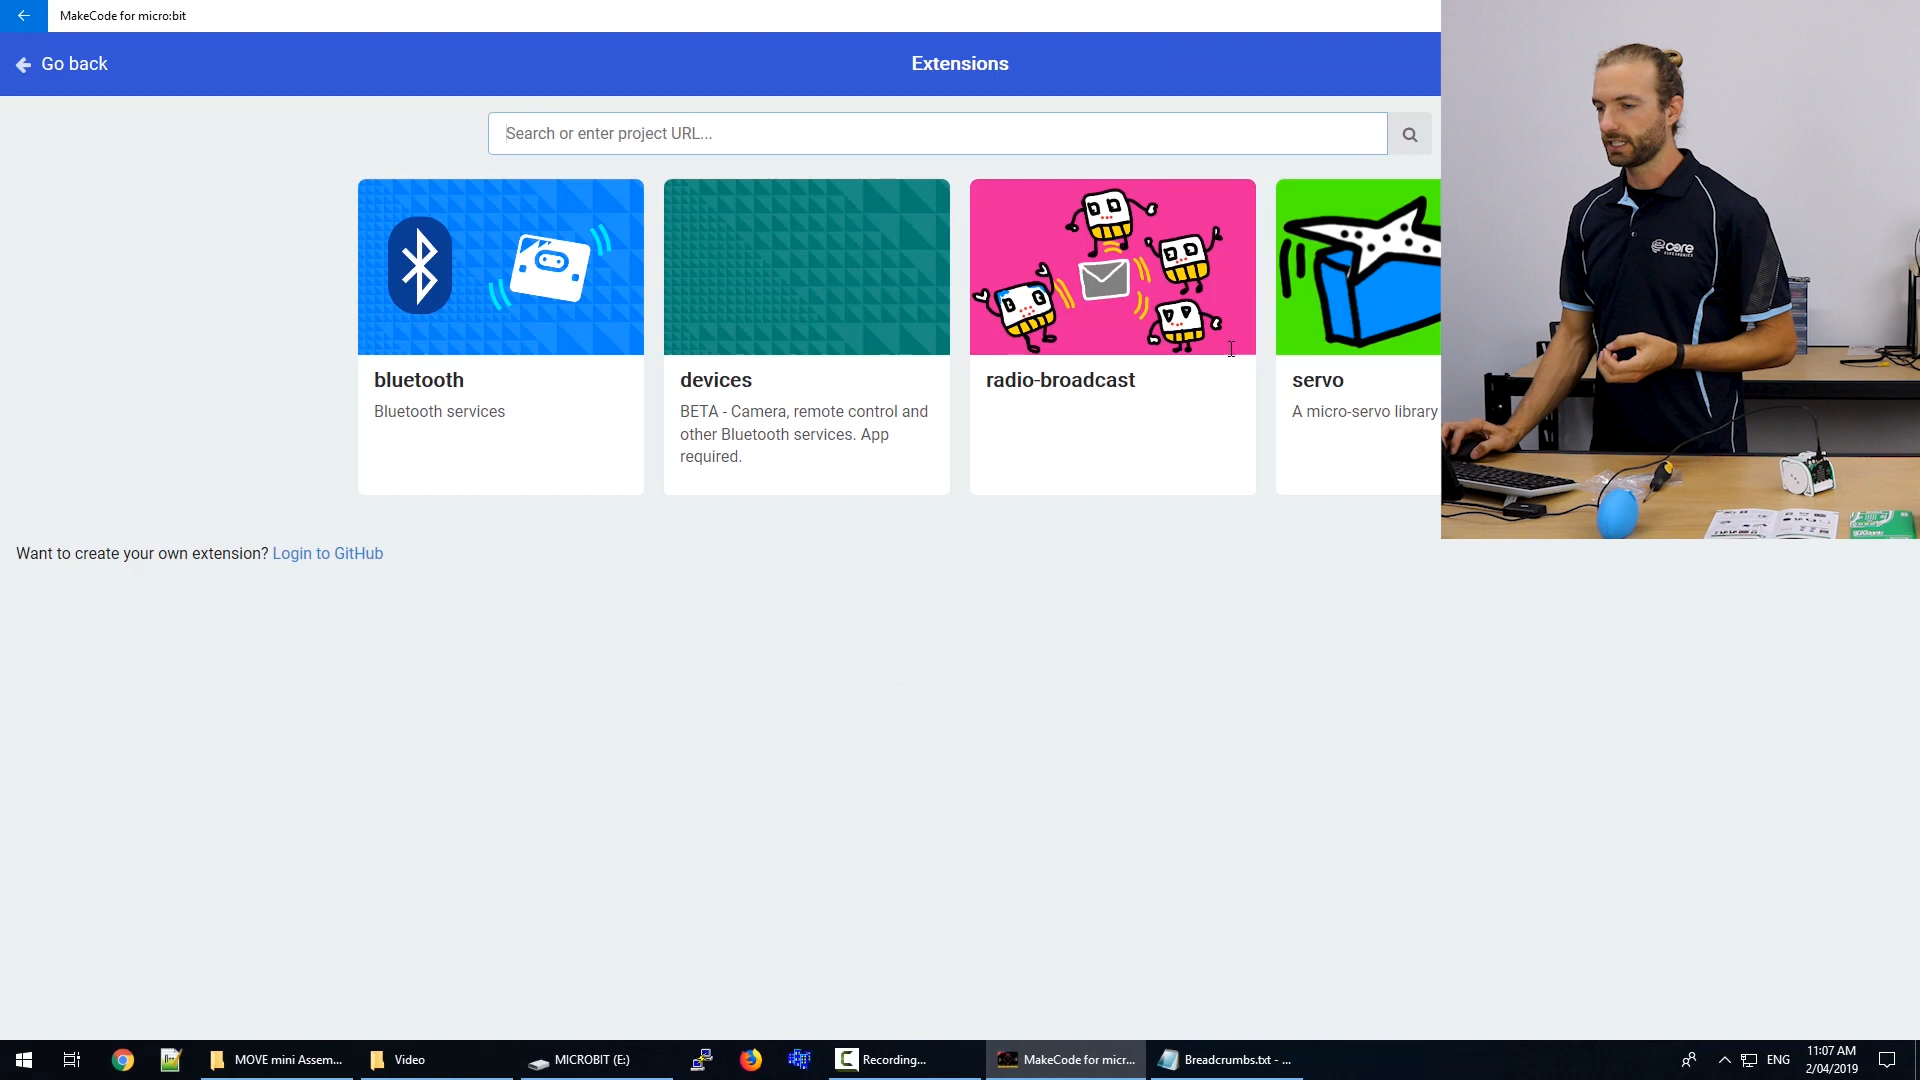 MakeCode for micro:bit
Go back
Extensions
Search or enter project URL...
bluetooth
Bluetooth services
devices
BETA - Camera, remote control and
other Bluetooth services. App
required.
radio-broadcast
servo
A micro-servo library
core
ELECTRONICS
Want to create your own extension? Login to GitHub
MOVE mini Assem...
Video
MICROBIT (E:)
Recording...
MakeCode for micr...
Breadcrumbs.txt - ...
ENG
11:07 AM
2/04/2019